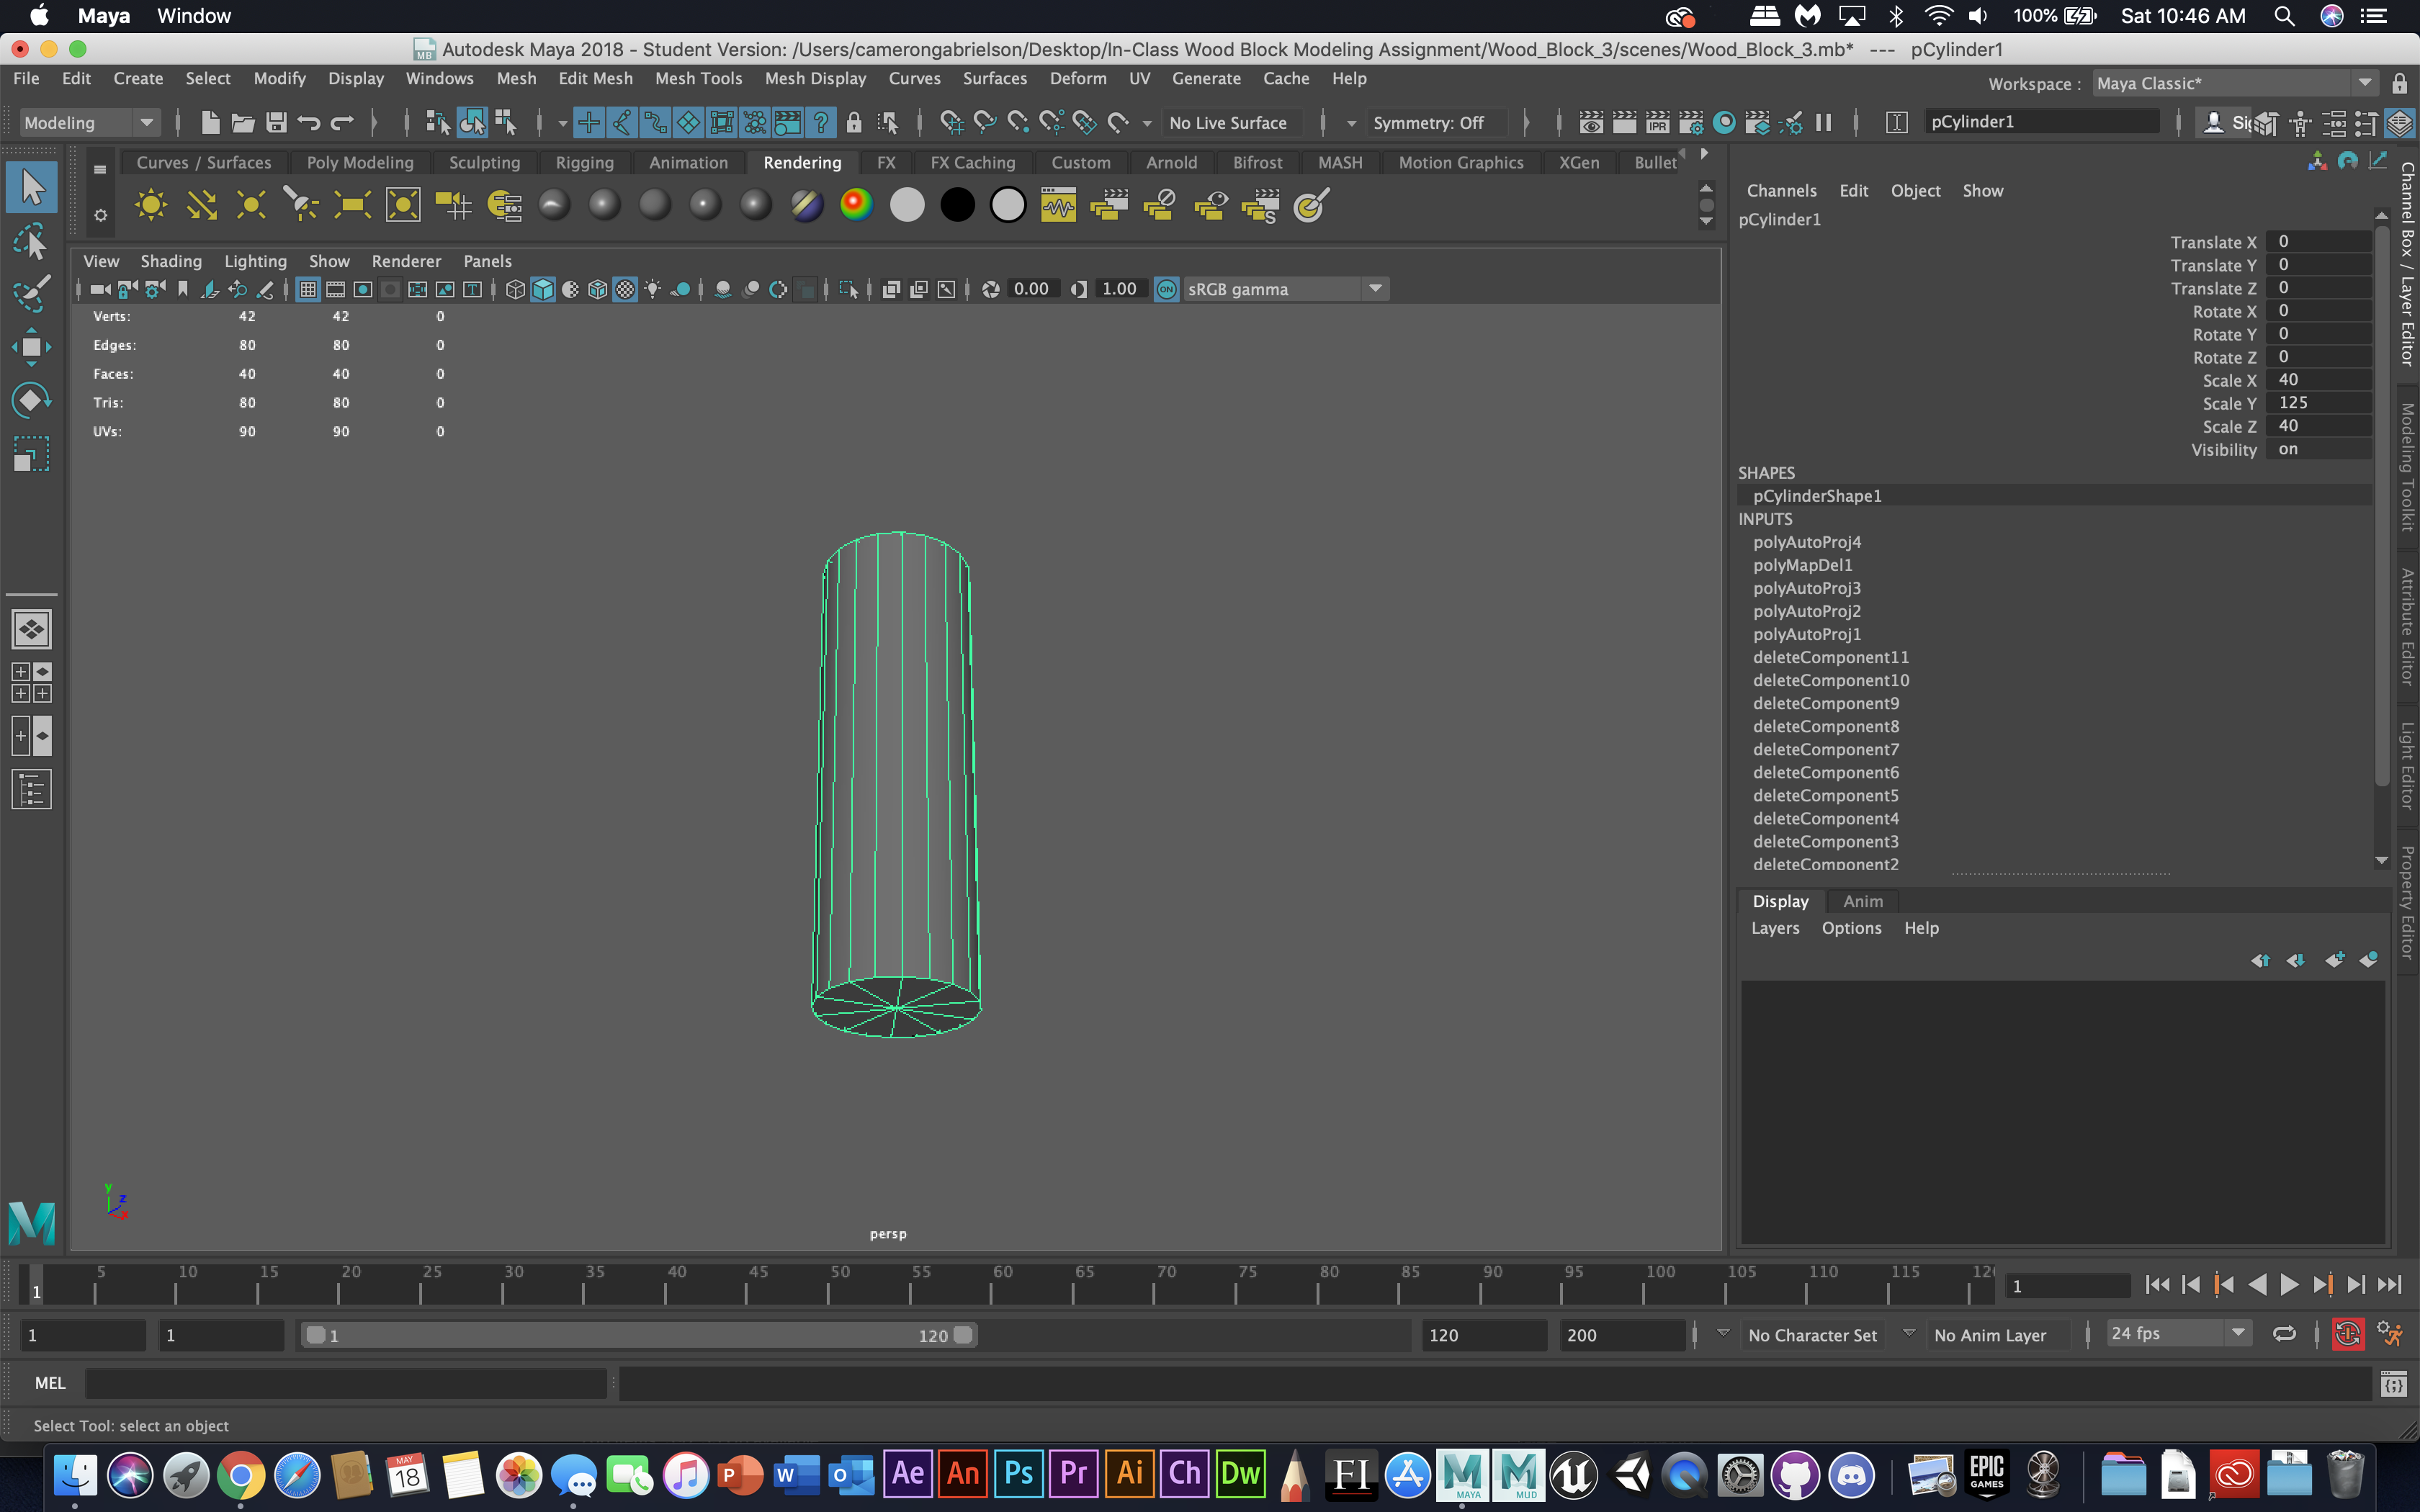 Maya Window 100% Sat 10:46 AM
Autodesk Maya 2018 - Student Version: /Users/camerongabrielson/Desktop/In-Class Wood Block Modeling Assignment/Wood_Block_3/scenes/Wood_Block_3.mb* --- pCylinder1
File Edit Create Select Modify Display Windows Mesh Edit Mesh Mesh Tools Mesh Display Curves Surfaces Deform UV Generate Cache Help Workspace : Maya Classic*
Modeling No Live Surface Symmetry: Off IPR pCylinder1 Sig
Curves / Surfaces Poly Modeling Sculpting Rigging Animation Rendering FX FX Caching Custom Arnold Bifrost MASH Motion Graphics XGen Bullet
Channels Edit Object Show
pCylinder1
View Shading Lighting Show Renderer Panels
0.00 1.00 ON sRGB gamma
Verts: 42 42 0
Edges: 80 80 0
Faces: 40 40 0
Tris: 80 80 0
UVs: 90 90 0
Translate X 0
Translate Y 0
Translate Z 0
Rotate X 0
Rotate Y 0
Rotate Z 0
Scale X 40
Scale Y 125
Scale Z 40
Visibility on
SHAPES
pCylinderShape1
INPUTS
polyAutoProj4
polyMapDel1
polyAutoProj3
polyAutoProj2
polyAutoProj1
deleteComponent11
deleteComponent10
deleteComponent9
deleteComponent8
deleteComponent7
deleteComponent6
deleteComponent5
deleteComponent4
deleteComponent3
deleteComponent2
Channel Box / Layer Editor
Modeling Toolkit
Attribute Editor
Light Editor
Property Editor
Display Anim
Layers Options Help
y z x
persp
M
1 5 10 15 20 25 30 35 40 45 50 55 60 65 70 75 80 85 90 95 100 105 110 115 120 1
1 1 1 120 120 200 No Character Set No Anim Layer 24 fps
MEL
Select Tool: select an object
MAY 18 P W O Ae An Ps Pr Ai Ch Dw FI M MAYA M MUD EPIC GAMES